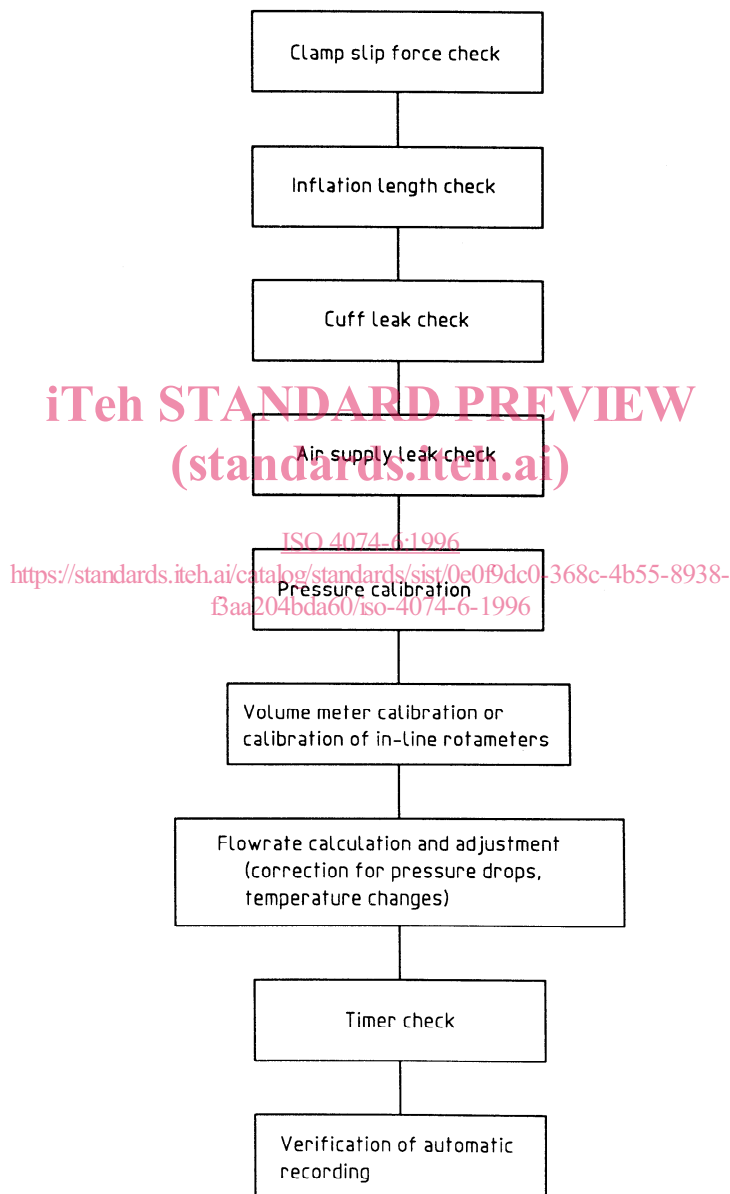 Clamp slip force check
Inflation length check
Cuff leak check
iTeh STANDARD PREVIEW
(standards.iteh.ai)
Air supply leak check
ISO 4074-6:1996
https://standards.iteh.ai/catalog/standards/sist/0e0f9dc0-368c-4b55-8938-
f3aa204bda60/iso-4074-6-1996
Pressure calibration
Volume meter calibration or
calibration of in-line rotameters
Flowrate calculation and adjustment
(correction for pressure drops,
temperature changes)
Timer check
Verification of automatic
recording